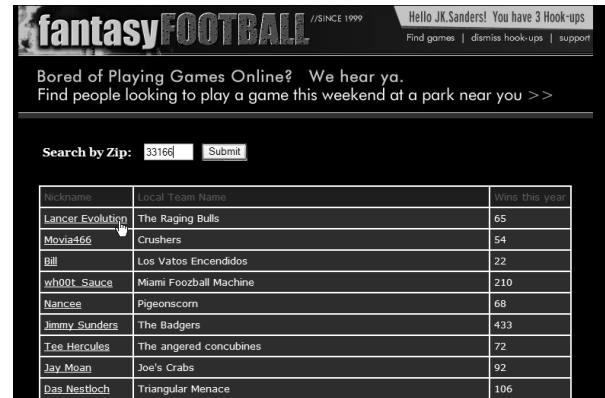 fantasyFOOTBALL //SINCE 1999
Hello JK.Sanders! You have 3 Hook-ups
Find games | dismiss hook-ups | support
Bored of Playing Games Online? We hear ya.
Find people looking to play a game this weekend at a park near you >>
Search by Zip: 33166 Submit
Nickname Local Team Name Wins this year
Lancer Evolution The Raging Bulls 65
Movia466 Crushers 54
Bill Los Vatos Encendidos 22
wh00t_Sauce Miami Foozball Machine 210
Nancee Pigeonscorn 68
Jimmy Sunders The Badgers 433
Tee Hercules The angered concubines 72
Jay Moan Joe's Crabs 92
Das Nestloch Triangular Menace 106